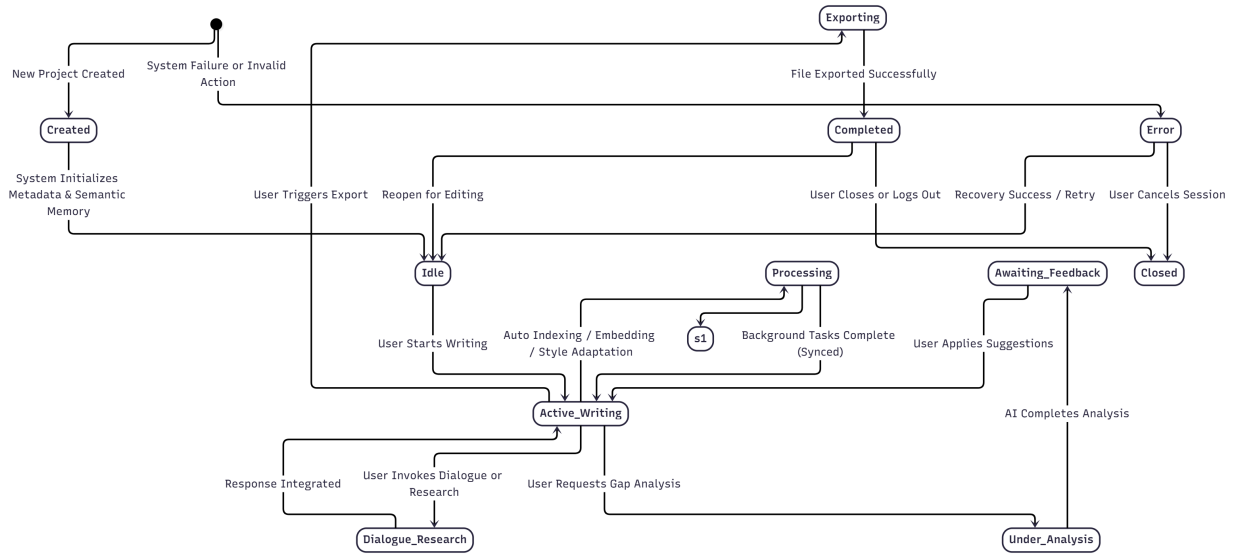 Exporting
New Project Created
System Failure or Invalid
Action
File Exported Successfully
Created
Completed
Error
System Initializes
Metadata & Semantic
Memory
User Triggers Export
Reopen for Editing
User Closes or Logs Out
Recovery Success / Retry
User Cancels Session
Idle
Processing
Awaiting_Feedback
Closed
User Starts Writing
Auto Indexing / Embedding
/ Style Adaptation
s1
Background Tasks Complete
(Synced)
User Applies Suggestions
Active_Writing
AI Completes Analysis
Response Integrated
User Invokes Dialogue or
Research
User Requests Gap Analysis
Dialogue_Research
Under_Analysis